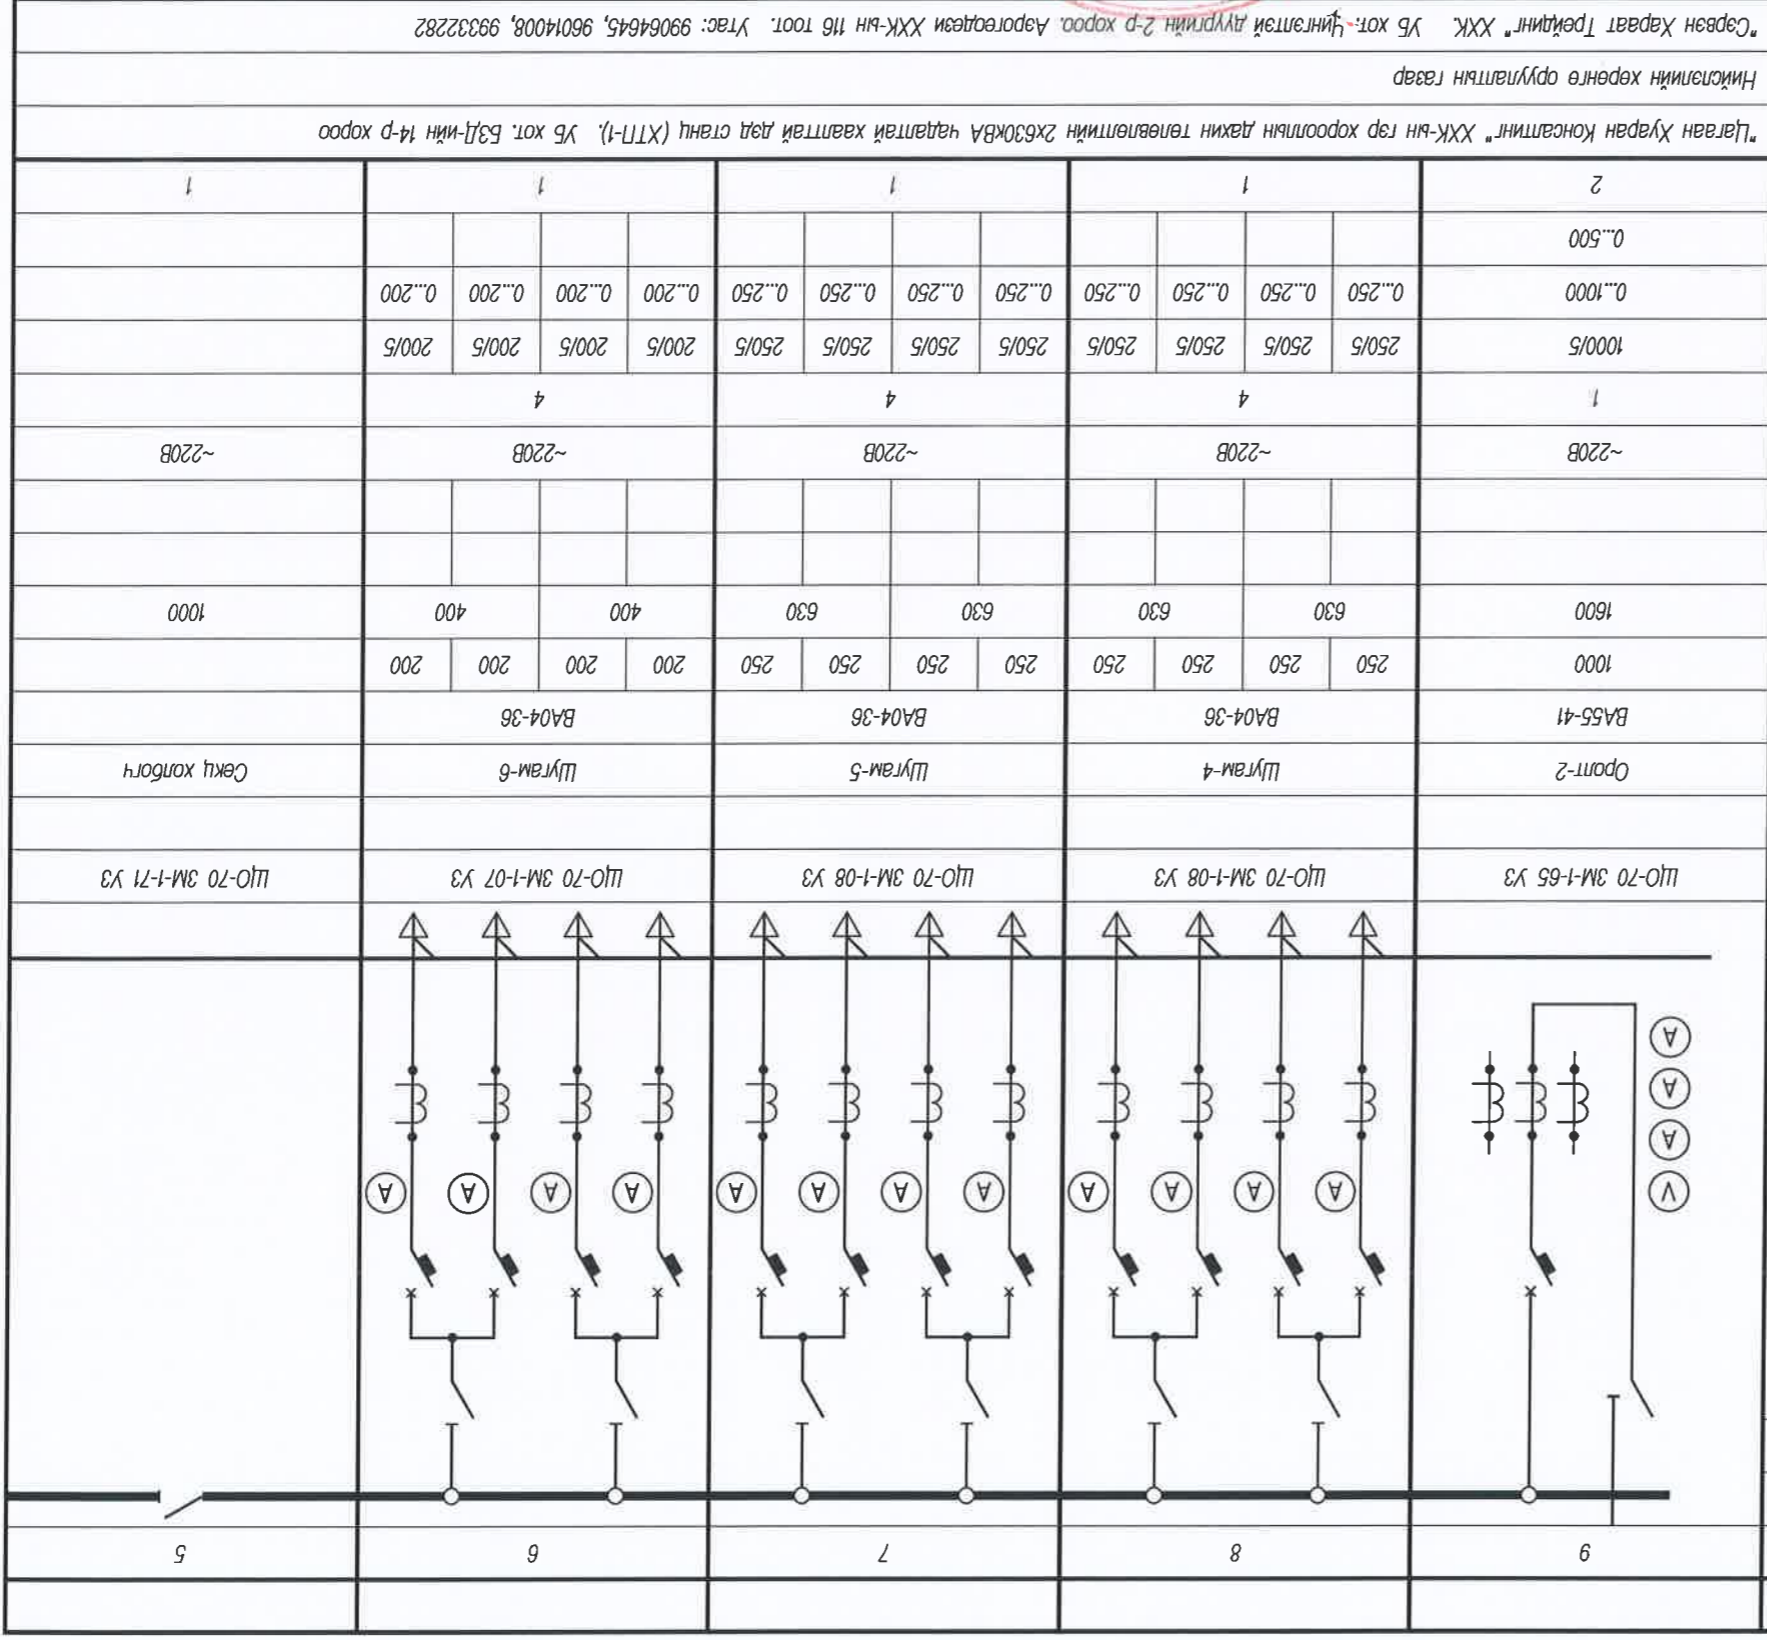 9 8 7 6 5
V A A A A A A A A A A A A A A
A
A
A
ЩО-70 3М-1-65 У3 ЩО-70 3М-1-08 У3 ЩО-70 3М-1-08 У3 ЩО-70 3М-1-07 У3 ЩО-70 3М-1-71 У3
Оролт-2 Шугам-4 Шугам-5 Шугам-6 Секц холбогч
ВА55-41 ВА04-36 ВА04-36 ВА04-36
1000 250 250 250 250 250 250 250 250 200 200 200 200
1600 630 630 630 630 400 400 1000
~220В ~220В ~220В ~220В ~220В
1 4 4 4
1000/5 250/5 250/5 250/5 250/5 250/5 250/5 250/5 250/5 200/5 200/5 200/5 200/5
0...1000 0...250 0...250 0...250 0...250 0...250 0...250 0...250 0...250 0...200 0...200 0...200 0...200
0...500
2 1 1 1 1
"Цагаан Хуаран Консалтинг" ХХК-ын гэр хорооллын дахин төлөвлөлтийн 2х630кВА чадалтай хаалттай дэд станц (ХТП-1). УБ хот. БЗД-ийн 14-р хороо
Нийслэлийн хөрөнгө оруулалтын газар
"Сэрвэн Хараат Трейдинг" ХХК. УБ хот. Чингэлтэй дүүргийн 2-р хороо. Аэрогеодези ХХК-ын 116 тоот. Утас: 99064645, 96014008, 99332282